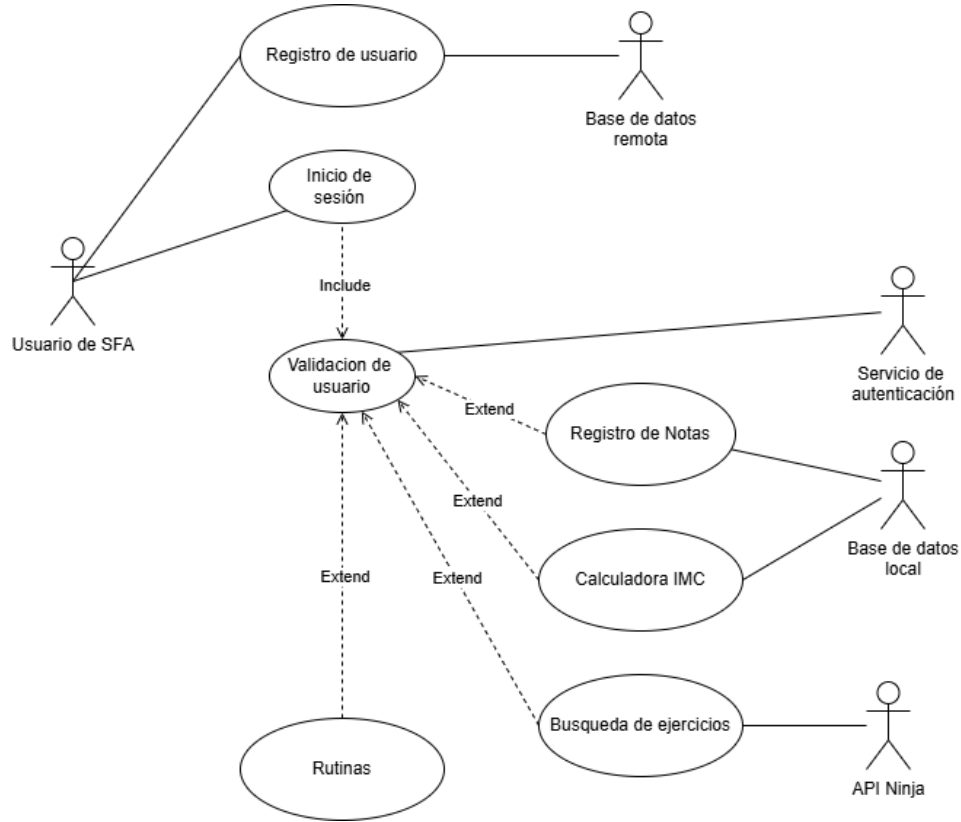 Registro de usuario
Base de datos
remota
Inicio de
sesión
Include
Usuario de SFA
Validacion de
usuario
Servicio de
autenticación
Extend
Registro de Notas
Extend
Base de datos
local
Extend
Extend
Calculadora IMC
Busqueda de ejercicios
Rutinas
API Ninja